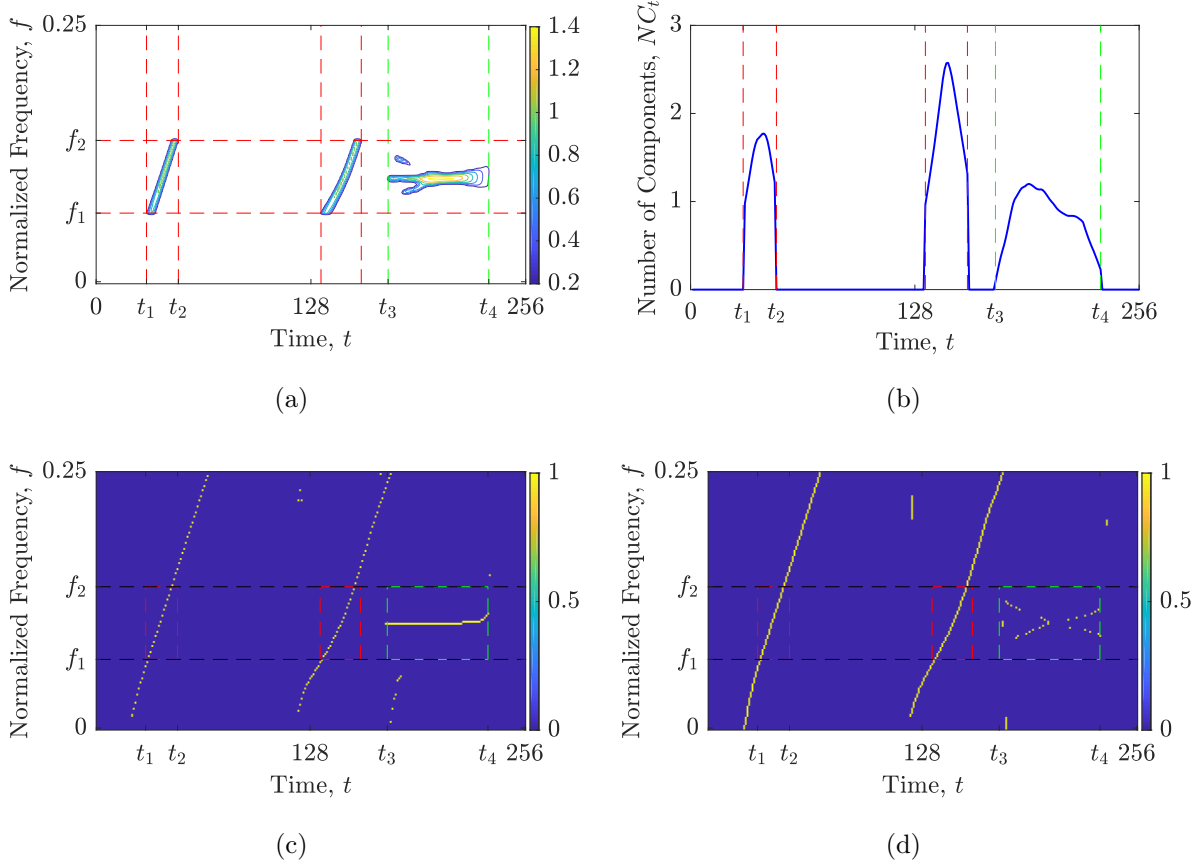 Normalized Frequency, f
0.25
f₂
f₁
0
1.4
1.2
1
0.8
0.6
0.4
0.2
0 t₁ t₂ 128 t₃ t₄ 256
Time, t
(a)
Number of Components, NCₜ
3
2
1
0
t₁ t₂ 128 t₃ t₄ 256
Time, t
(b)
Normalized Frequency, f
0.25
f₂
f₁
0
1
0.5
0
t₁ t₂ 128 t₃ t₄ 256
Time, t
(c)
Normalized Frequency, f
0.25
f₂
f₁
0
1
0.5
0
t₁ t₂ 128 t₃ t₄ 256
Time, t
(d)